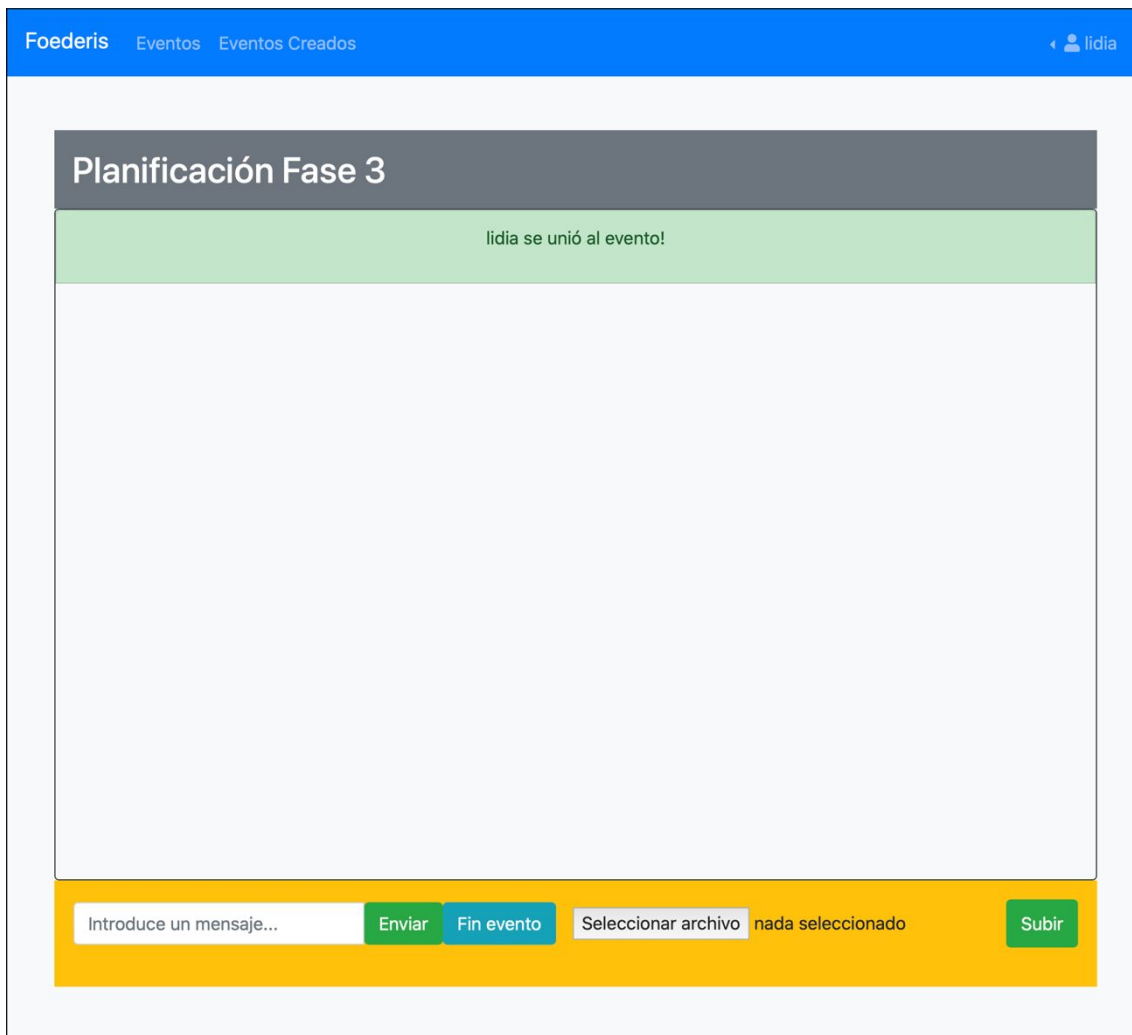 Foederis Eventos Eventos Creados lidia
Planificación Fase 3
lidia se unió al evento!
Introduce un mensaje... Enviar Fin evento Seleccionar archivo nada seleccionado Subir